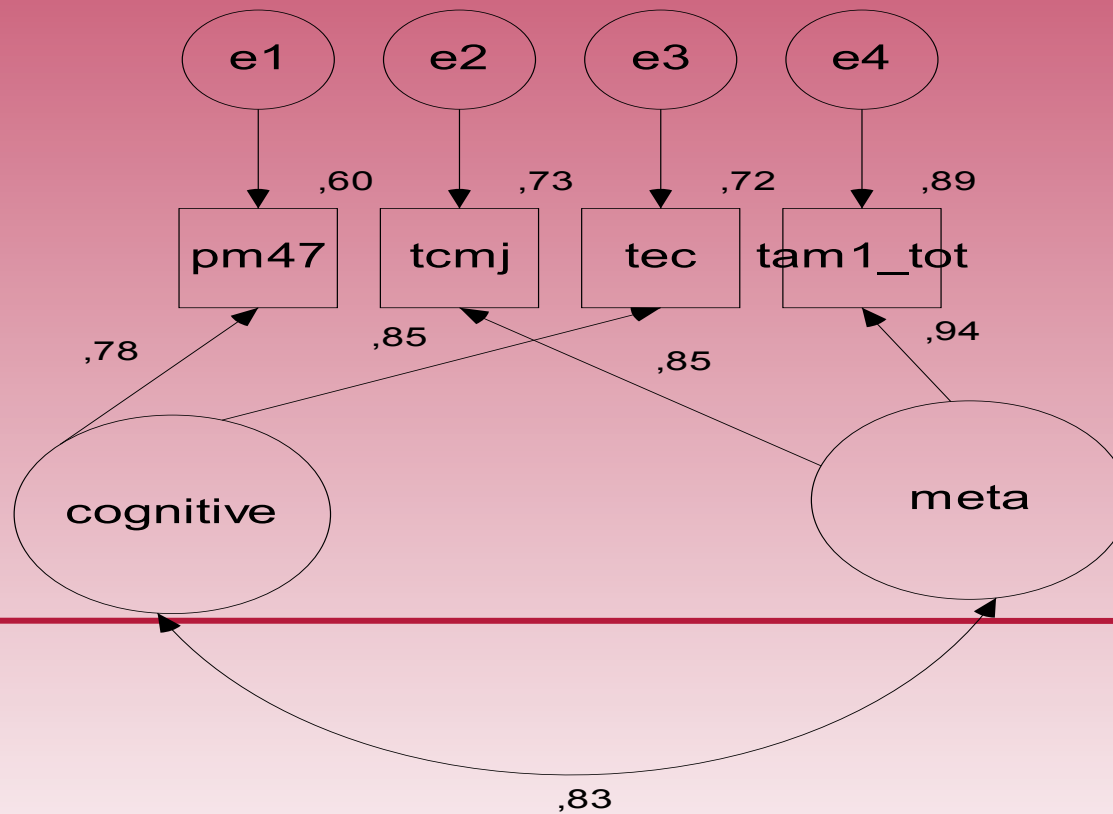 e1 e2 e3 e4
,60 ,73 ,72 ,89
pm47 tcmj tec tam1_tot
,78 ,85 ,85 ,94
cognitive meta
,83